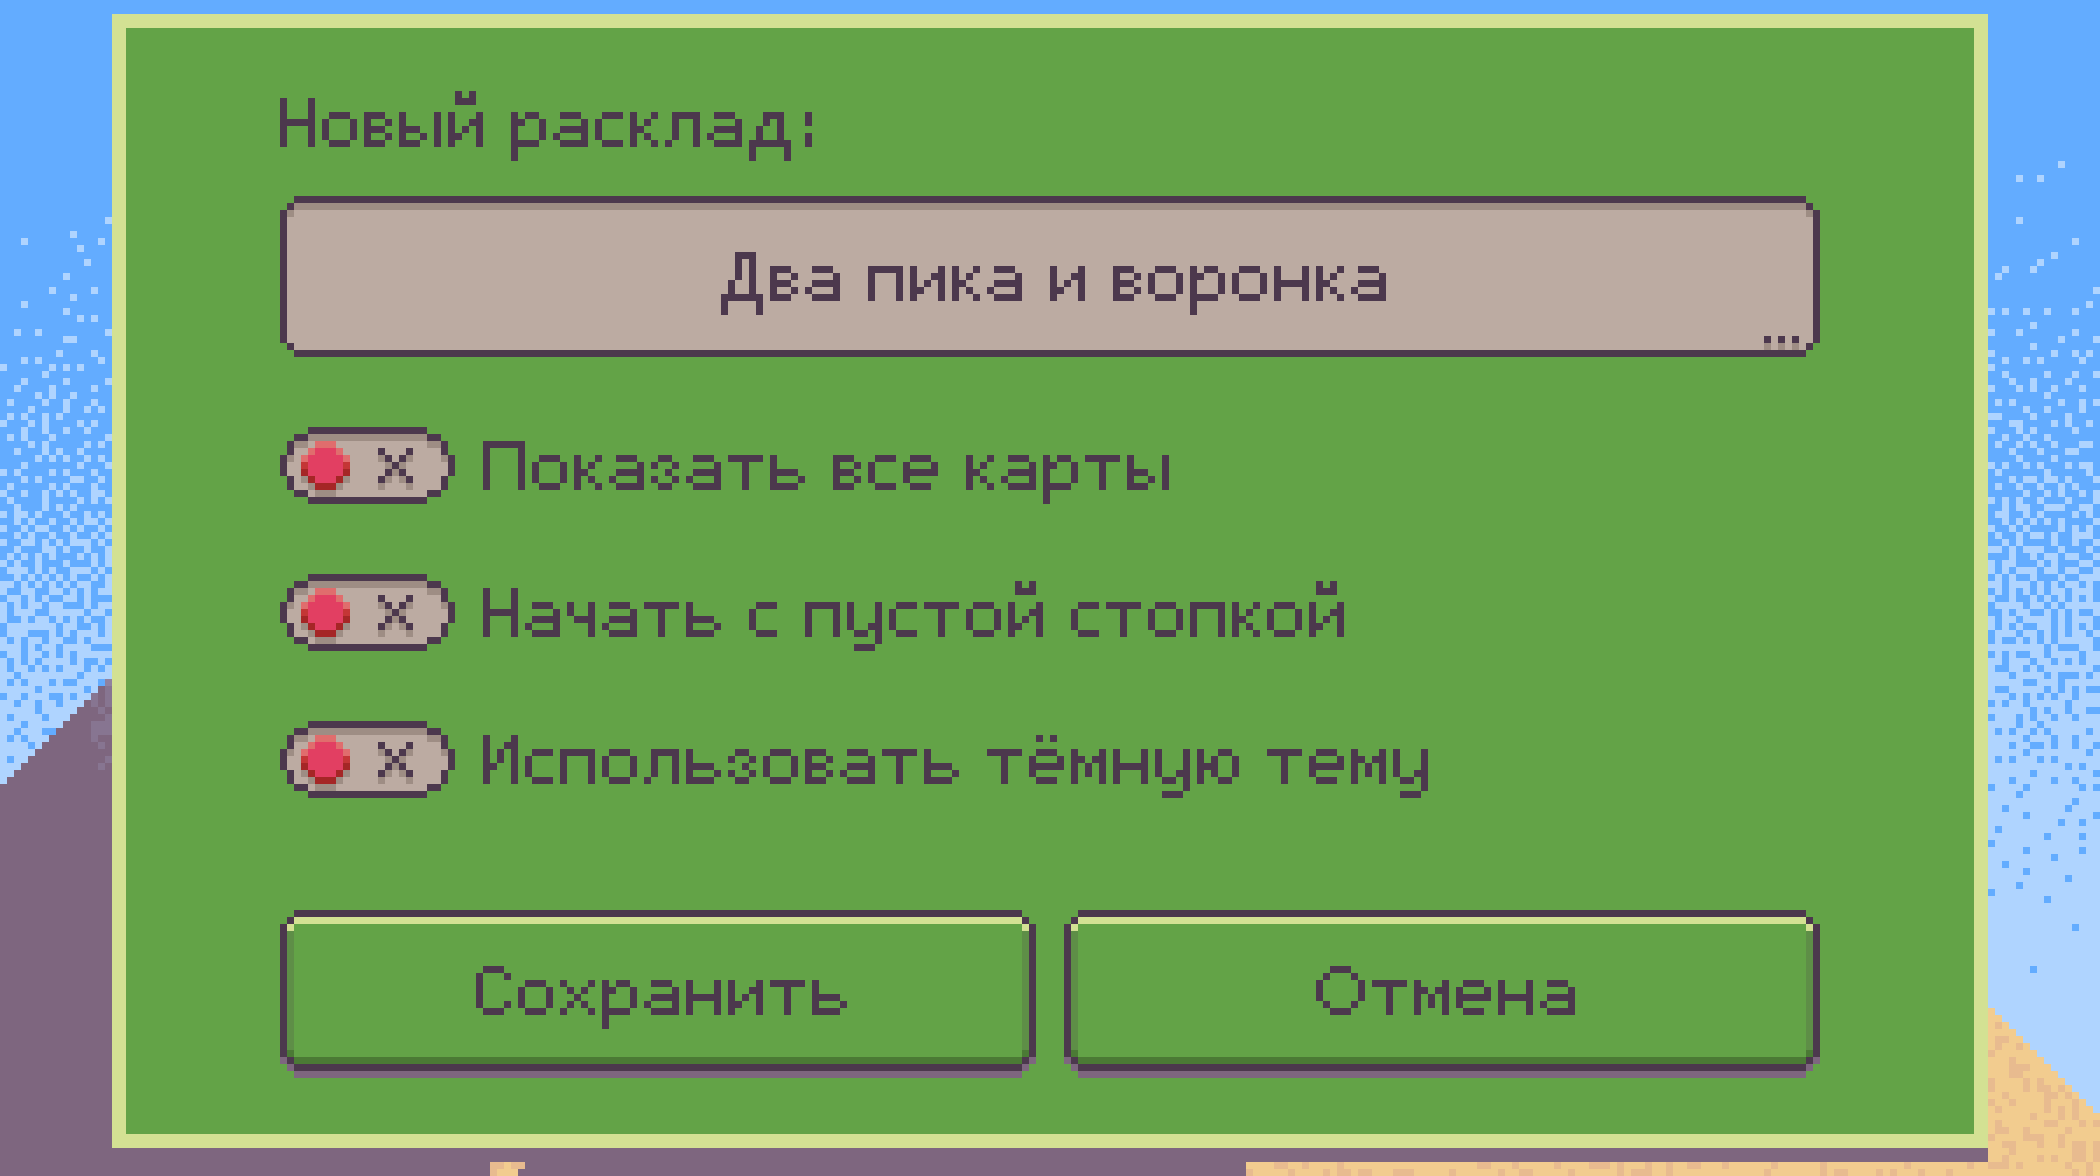 Новый расклад:
Два пика и воронка
Показать все карты
Начать с пустой стопкой
Использовать тёмную тему
Сохранить
Отмена